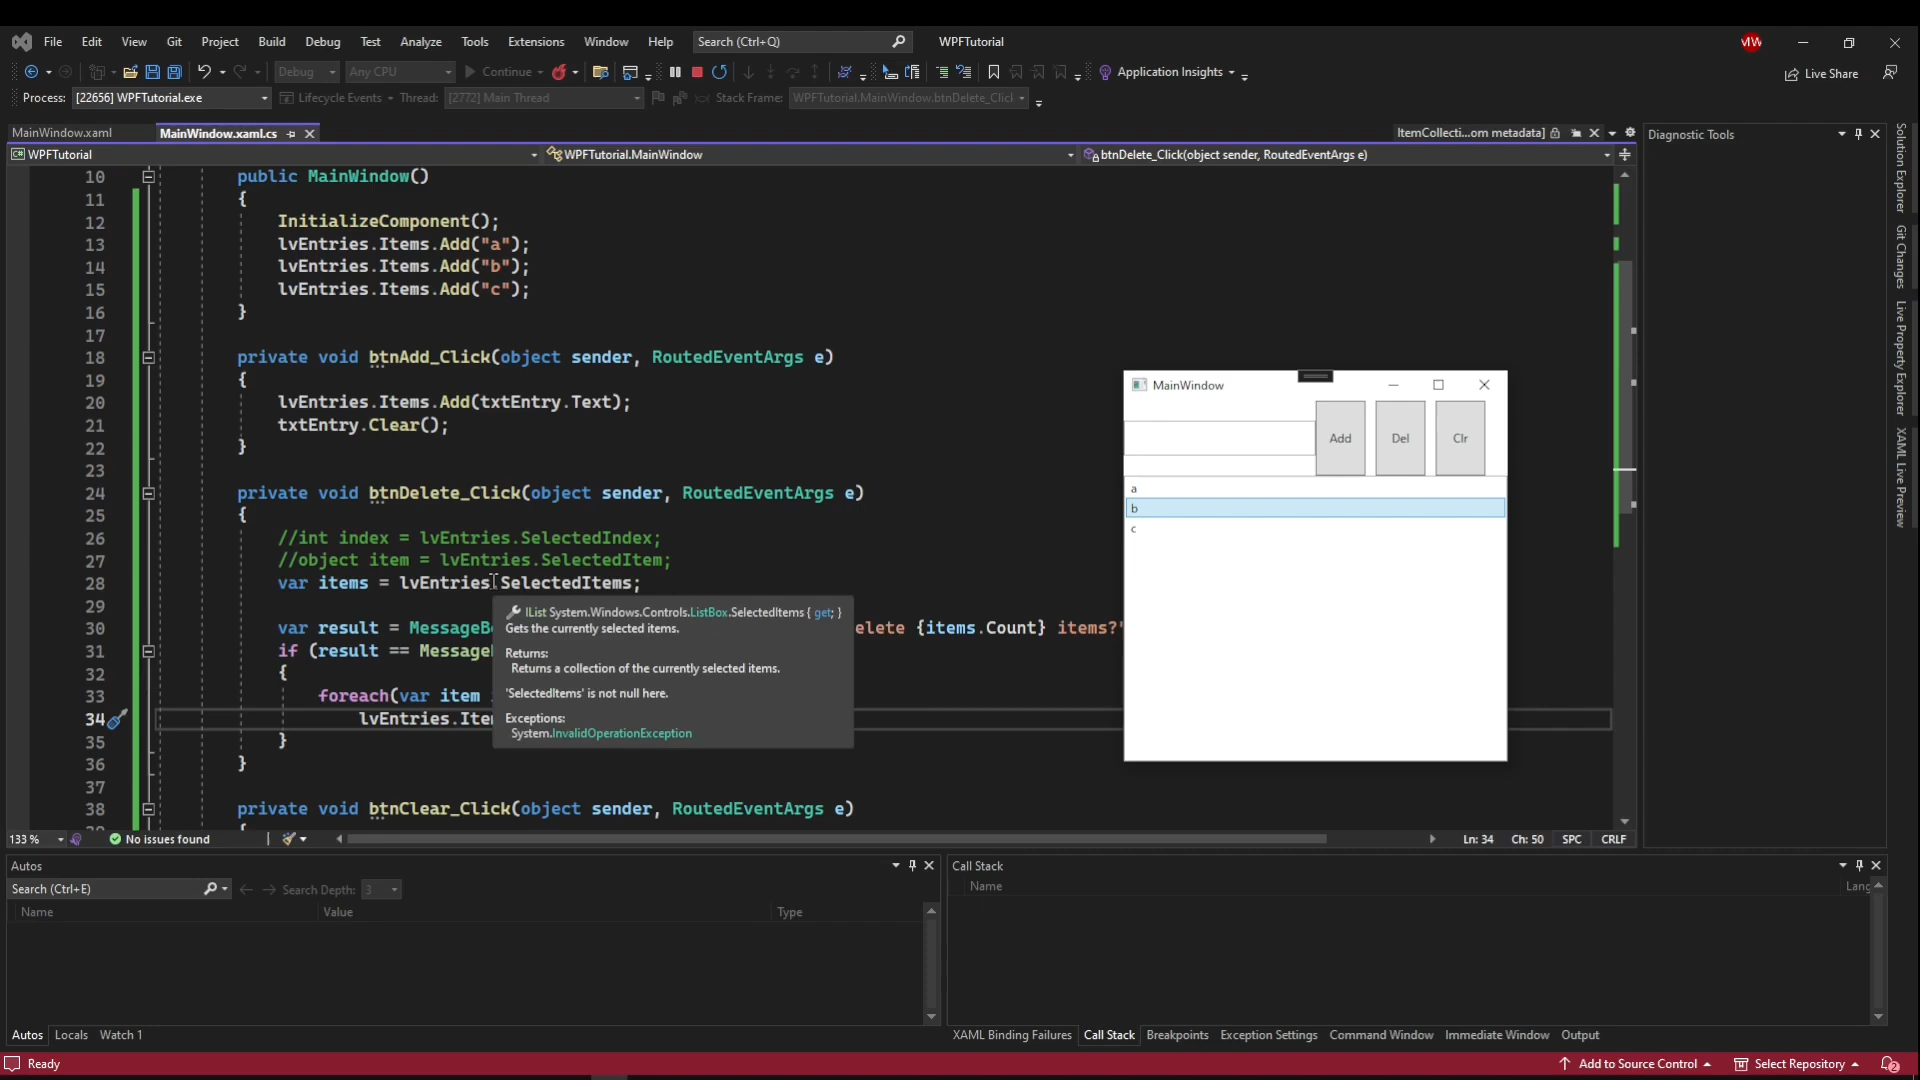 File Edit View Git Project Build Debug Test Analyze Tools Extensions Window Help Search (Ctrl+Q) WPFTutorial MW
Debug Any CPU Continue Application Insights Live Share
Process: [22656] WPFTutorial.exe Lifecycle Events Thread: [2772] Main Thread Stack Frame: WPFTutorial.MainWindow.btnDelete_Click
MainWindow.xaml MainWindow.xaml.cs ItemCollecti...om metadata] Diagnostic Tools
WPFTutorial WPFTutorial.MainWindow btnDelete_Click(object sender, RoutedEventArgs e)
10 public MainWindow()
11 {
12 InitializeComponent();
13 lvEntries.Items.Add("a");
14 lvEntries.Items.Add("b");
15 lvEntries.Items.Add("c");
16 }
17
18 private void btnAdd_Click(object sender, RoutedEventArgs e)
19 {
20 lvEntries.Items.Add(txtEntry.Text);
21 txtEntry.Clear();
22 }
23
24 private void btnDelete_Click(object sender, RoutedEventArgs e)
25 {
26 //int index = lvEntries.SelectedIndex;
27 //object item = lvEntries.SelectedItem;
28 var items = lvEntries.SelectedItems;
29
30 var result = MessageB elete {items.Count} items?"
31 if (result == Message
32 {
33 foreach(var item
34 lvEntries.Ite
35 }
36 }
37
38 private void btnClear_Click(object sender, RoutedEventArgs e)
{
IList System.Windows.Controls.ListBox.SelectedItems { get; }
Gets the currently selected items.
Returns:
Returns a collection of the currently selected items.
'SelectedItems' is not null here.
Exceptions:
System.InvalidOperationException
MainWindow
Add Del Clr
a
b
c
Solution Explorer
Git Changes
Live Property Explorer
XAML Live Preview
133 % No issues found Ln: 34 Ch: 50 SPC CRLF
Autos
Search (Ctrl+E) Search Depth: 3
Name Value Type
Call Stack
Name Lang
Autos Locals Watch 1
XAML Binding Failures Call Stack Breakpoints Exception Settings Command Window Immediate Window Output
Ready Add to Source Control Select Repository 2